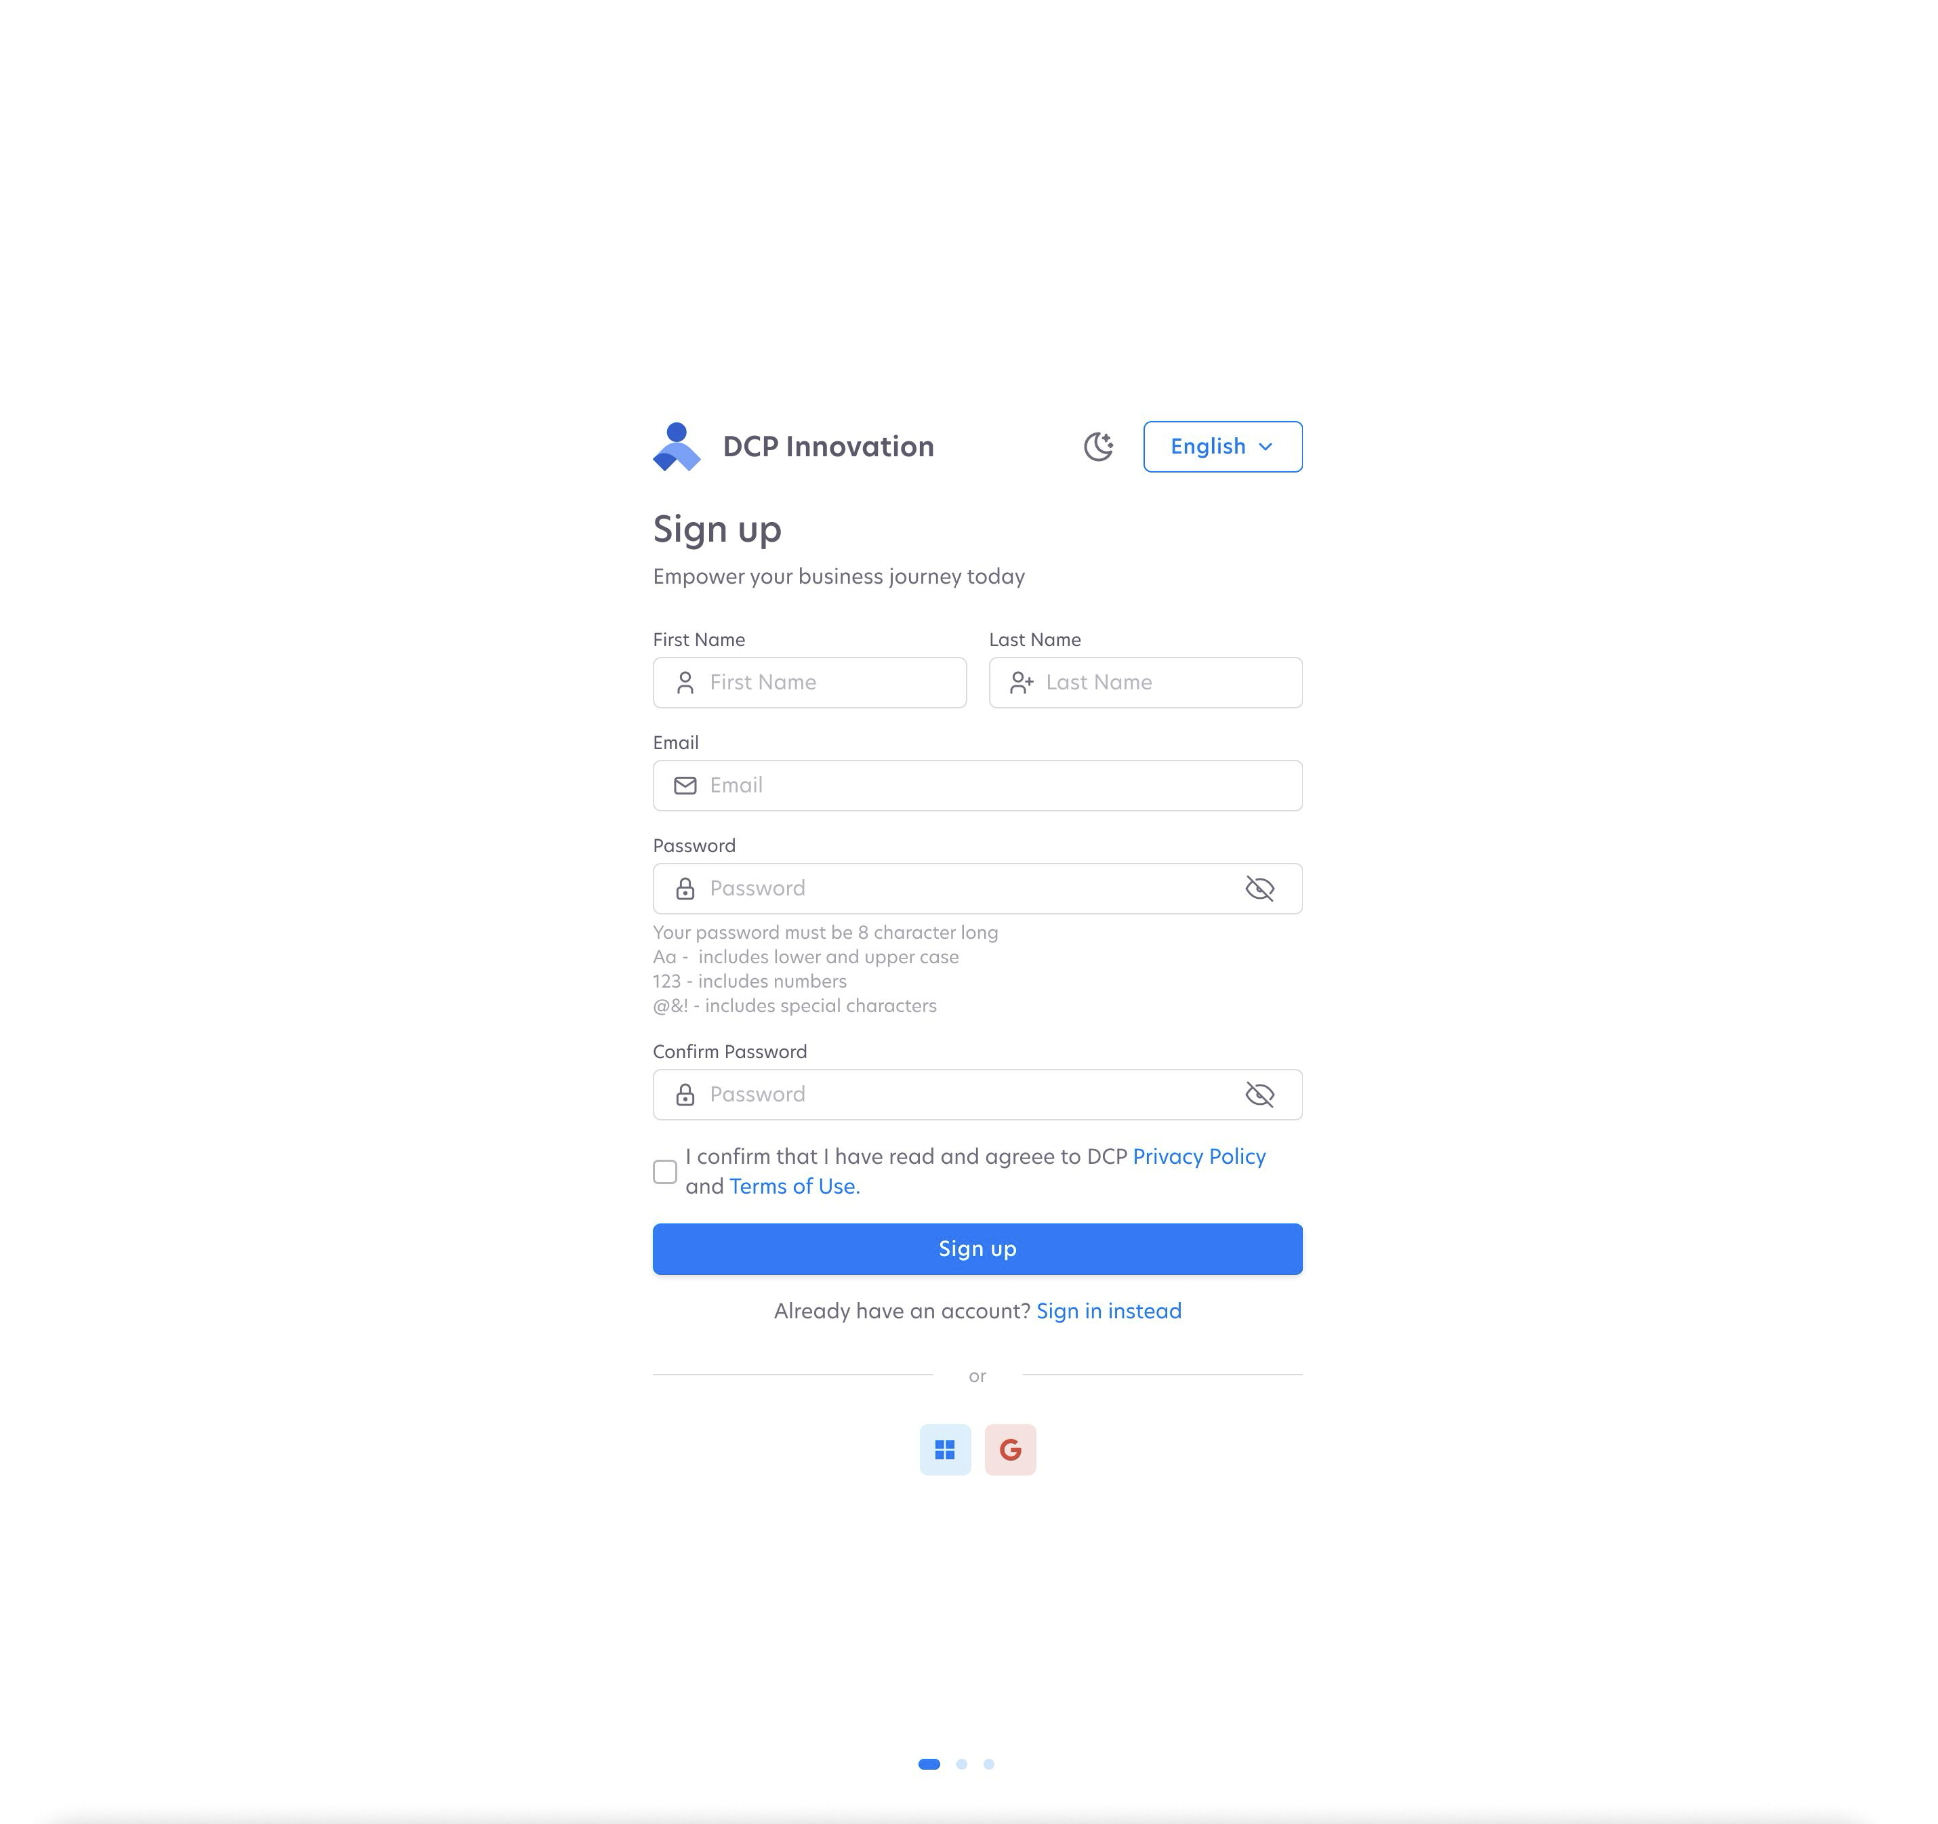 DCP Innovation
English
Sign up
Empower your business journey today
First Name
Last Name
First Name
Last Name
Email
Email
Password
Password
Your password must be 8 character long
Aa -  includes lower and upper case
123 - includes numbers
@&! - includes special characters
Confirm Password
Password
I confirm that I have read and agreee to DCP Privacy Policy
and Terms of Use.
Sign up
Already have an account? Sign in instead
or
G